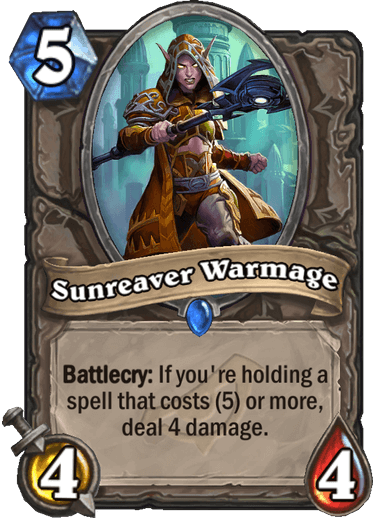 5
Sunreaver Warmage
Battlecry: If you're holding a
spell that costs (5) or more,
deal 4 damage.
4
4